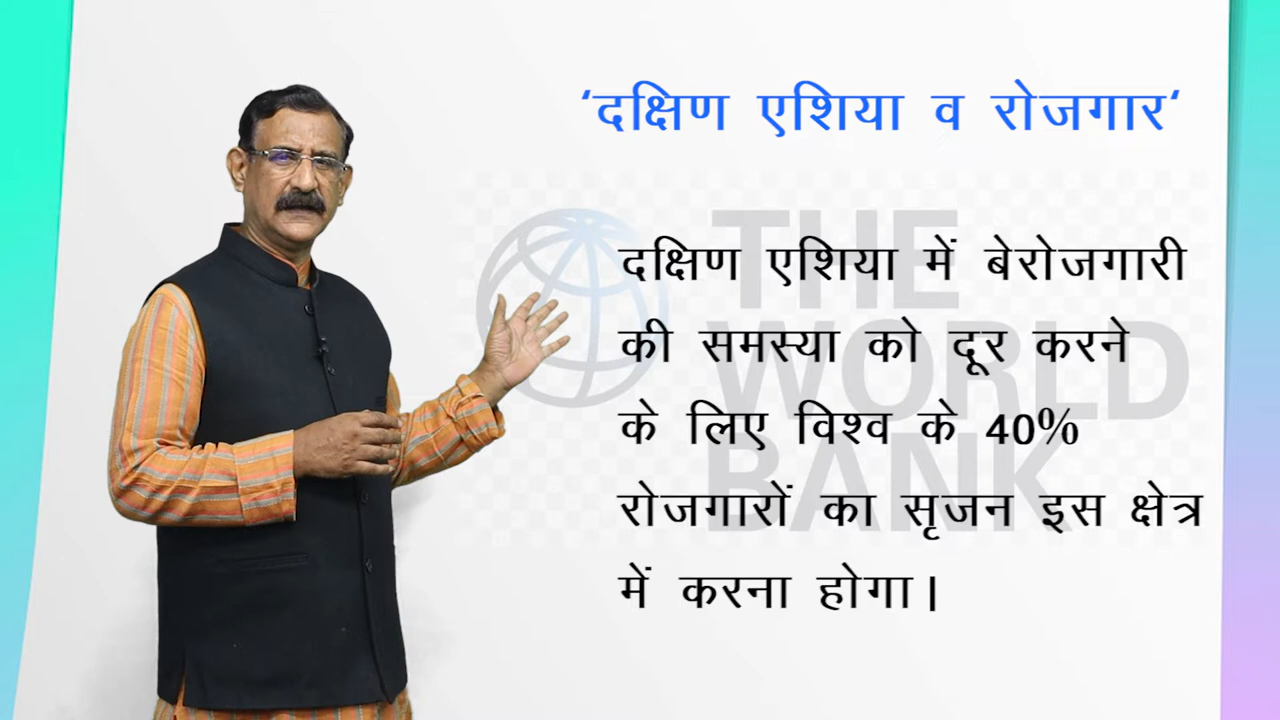 ‘दक्षिण एशिया व रोजगार‘
दक्षिण एशिया में बेरोजगारी
की समस्या को दूर करने
के लिए विश्व के 40%
रोजगारों का सृजन इस क्षेत्र
में करना होगा।
THE
WORLD
BANK